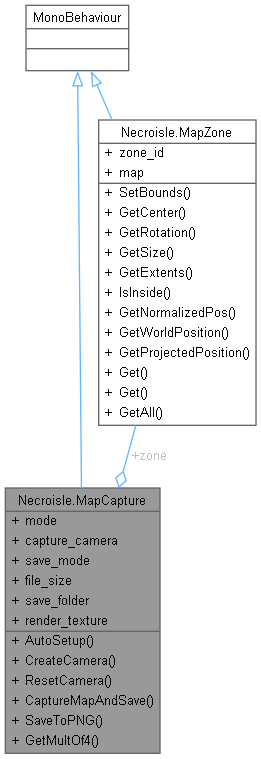 MonoBehaviour
Necroisle.MapZone
+ zone_id
+ map
+ SetBounds()
+ GetCenter()
+ GetRotation()
+ GetSize()
+ GetExtents()
+ IsInside()
+ GetNormalizedPos()
+ GetWorldPosition()
+ GetProjectedPosition()
+ Get()
+ Get()
+ GetAll()
+zone
Necroisle.MapCapture
+ mode
+ capture_camera
+ save_mode
+ file_size
+ save_folder
+ render_texture
+ AutoSetup()
+ CreateCamera()
+ ResetCamera()
+ CaptureMapAndSave()
+ SaveToPNG()
+ GetMultOf4()